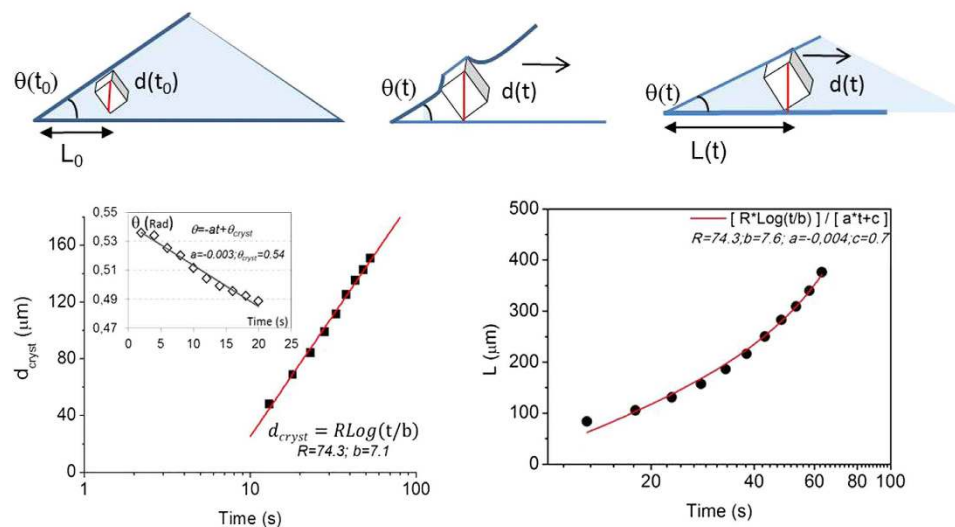 θ(t₀)
d(t₀)
L₀
θ(t)
d(t)
θ(t)
d(t)
L(t)
θ (Rad)
θ=-at+θcryst
a=-0.003;θcryst=0.54
Time (s)
0,55
0,53
0,51
0,49
0,47
0 5 10 15 20 25
160
120
80
40
0
dcryst (μm)
dcryst = RLog(t/b)
R=74.3; b=7.1
1 10 100
Time (s)
[ R*Log(t/b) ] / [ a*t+c ]
R=74.3;b=7.6; a=-0,004;c=0.7
500
400
300
200
100
0
L (μm)
20 40 60 80 100
Time (s)